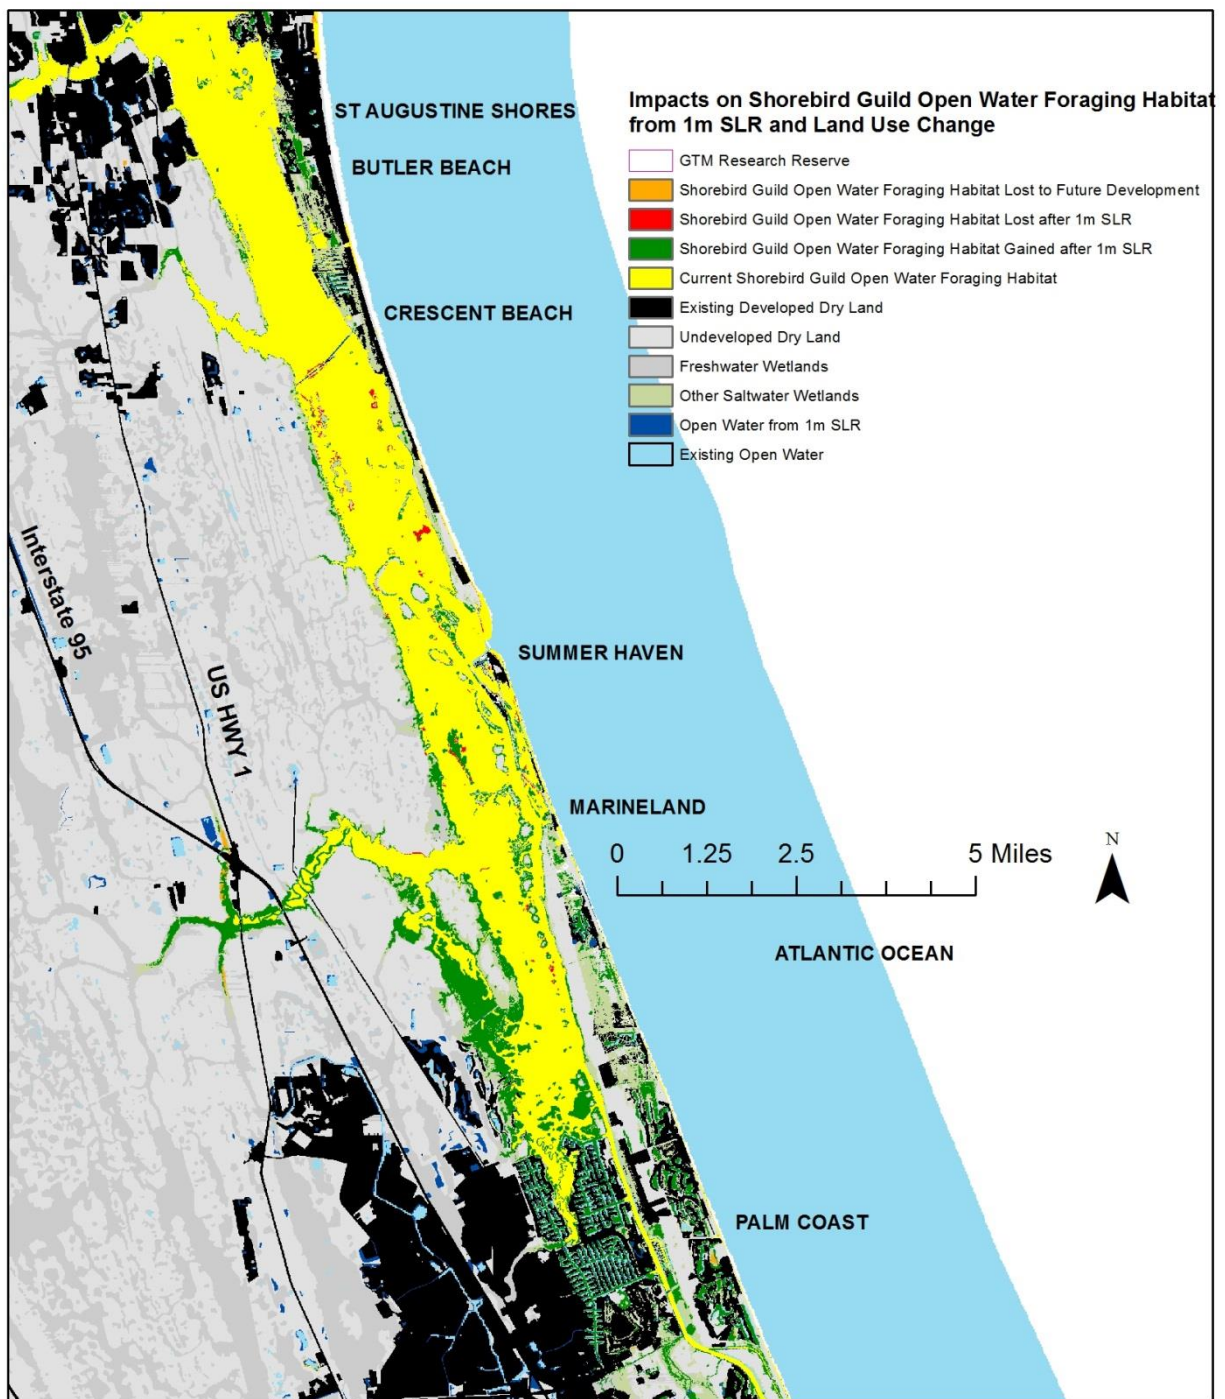 ST AUGUSTINE SHORES
BUTLER BEACH
CRESCENT BEACH
Impacts on Shorebird Guild Open Water Foraging Habitat
from 1m SLR and Land Use Change
GTM Research Reserve
Shorebird Guild Open Water Foraging Habitat Lost to Future Development
Shorebird Guild Open Water Foraging Habitat Lost after 1m SLR
Shorebird Guild Open Water Foraging Habitat Gained after 1m SLR
Current Shorebird Guild Open Water Foraging Habitat
Existing Developed Dry Land
Undeveloped Dry Land
Freshwater Wetlands
Other Saltwater Wetlands
Open Water from 1m SLR
Existing Open Water
Interstate 95
US HWY 1
SUMMER HAVEN
MARINELAND
0 1.25 2.5 5 Miles
N
ATLANTIC OCEAN
PALM COAST